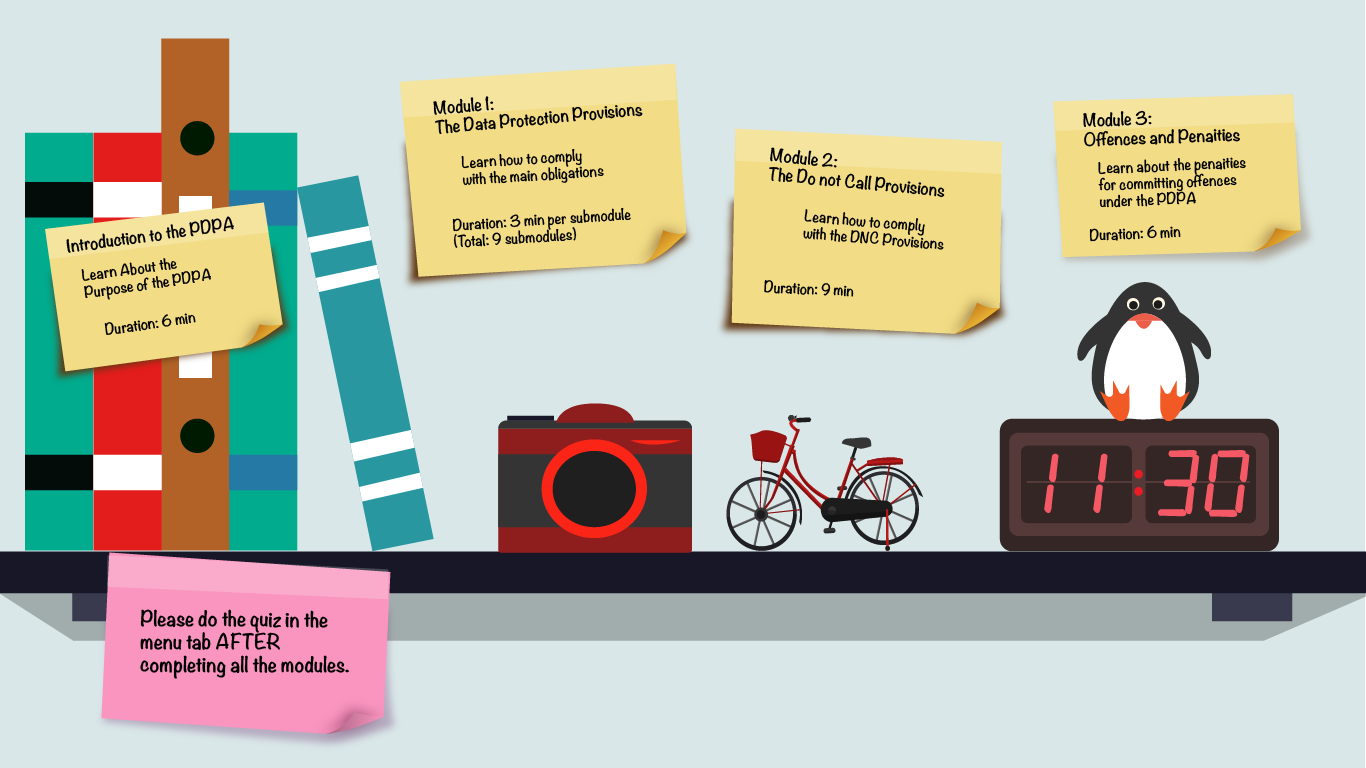 Introduction to the PDPA
Learn About the
Purpose of the PDPA
Duration: 6 min
Module 1:
The Data Protection Provisions
Learn how to comply
with the main obligations
Duration: 3 min per submodule
(Total: 9 submodules)
Module 2:
The Do not Call Provisions
Learn how to comply
with the DNC Provisions
Duration: 9 min
Module 3:
Offences and Penaities
Learn about the penaities
for committing offences
under the PDPA
Duration: 6 min
11:30
Please do the quiz in the
menu tab AFTER
completing all the modules.